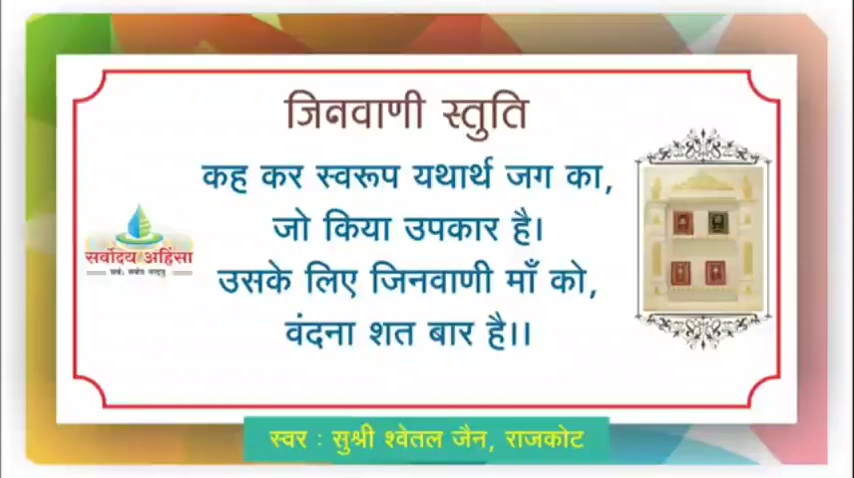 जिनवाणी स्तुति
कह कर स्वरूप यथार्थ जग का,
जो किया उपकार है।
उसके लिए जिनवाणी माँ को,
वंदना शत बार है।।
सर्वोदय अहिंसा
स्वर : सुश्री श्वेतल जैन, राजकोट